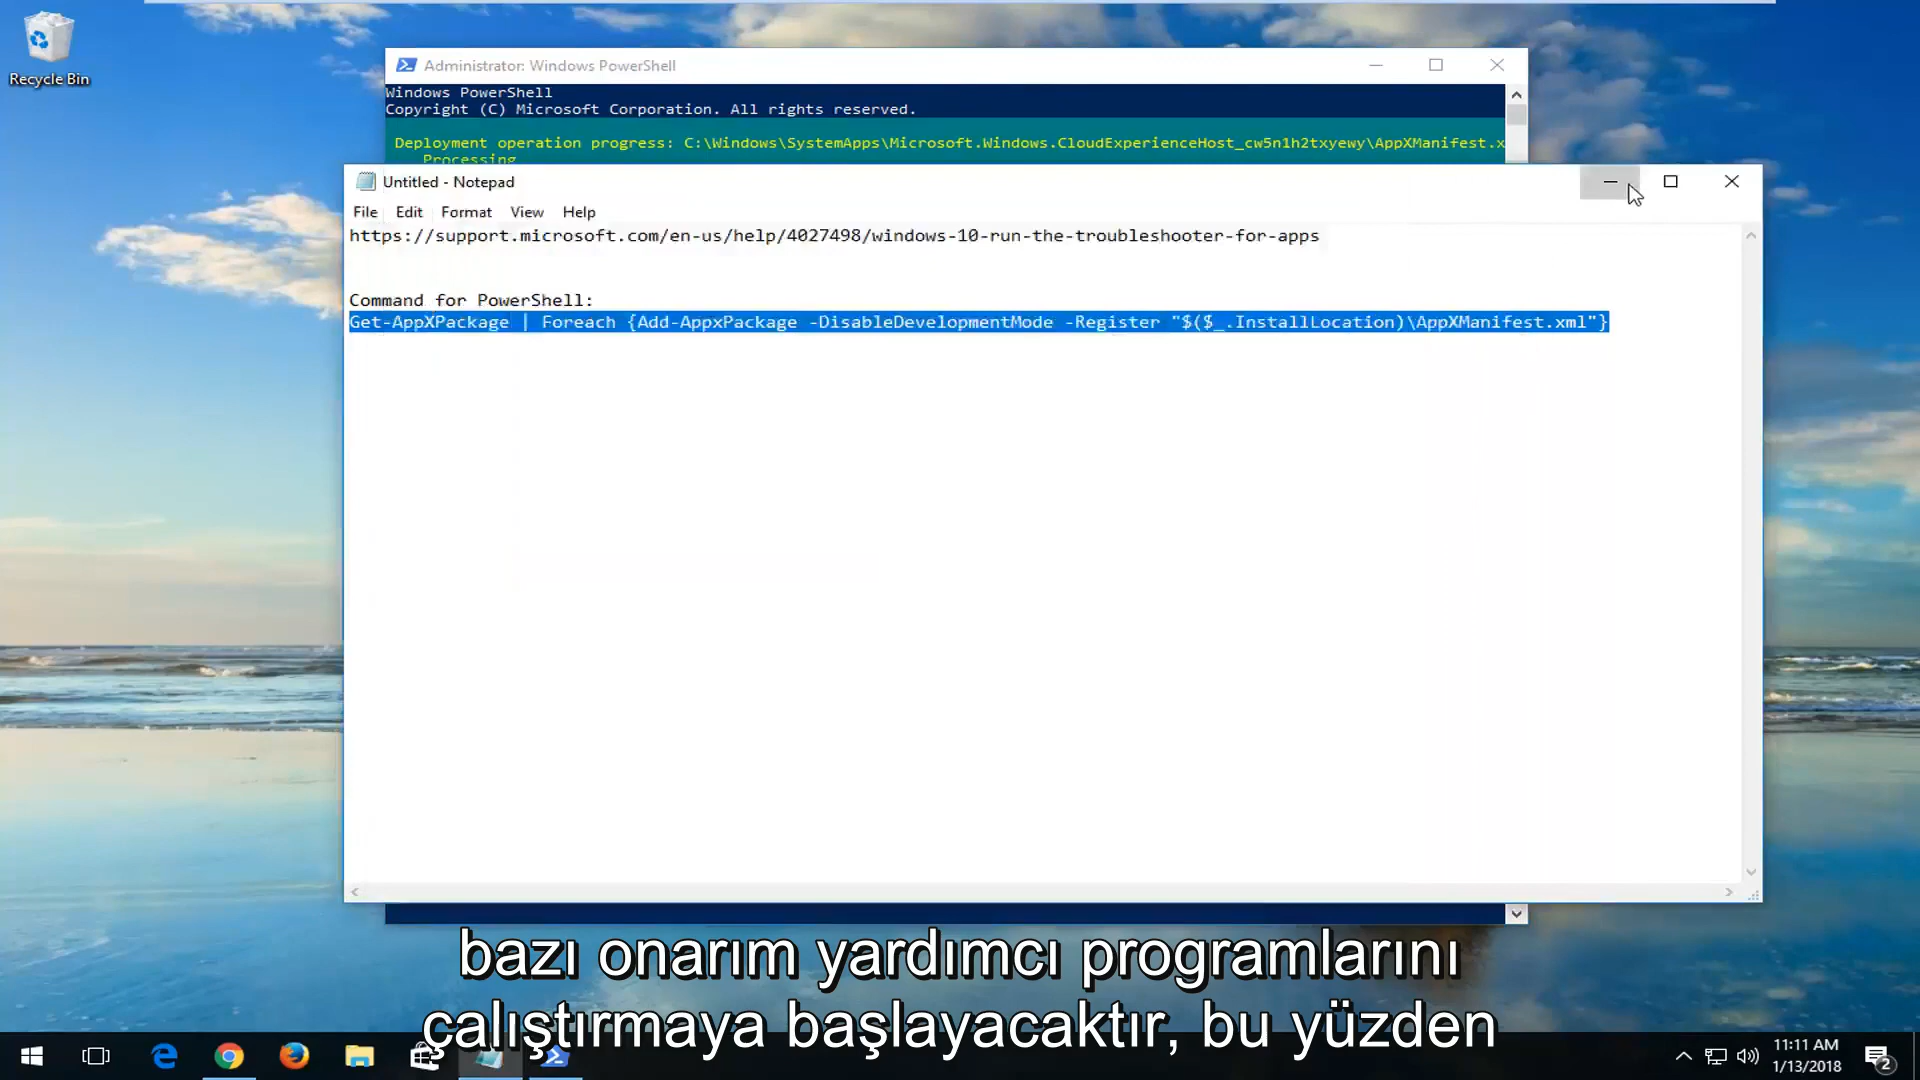 Recycle Bin
Administrator: Windows PowerShell
Windows PowerShell
Copyright (C) Microsoft Corporation. All rights reserved.
Deployment operation progress: C:\Windows\SystemApps\Microsoft.Windows.CloudExperienceHost_cw5n1h2txyewy\AppXManifest.x
Processing
Untitled - Notepad
File Edit Format View Help
https://support.microsoft.com/en-us/help/4027498/windows-10-run-the-troubleshooter-for-apps
Command for PowerShell:
Get-AppXPackage | Foreach {Add-AppxPackage -DisableDevelopmentMode -Register "$($_.InstallLocation)\AppXManifest.xml"}
bazı onarım yardımcı programlarını
çalıştırmaya başlayacaktır, bu yüzden
11:11 AM
1/13/2018
2